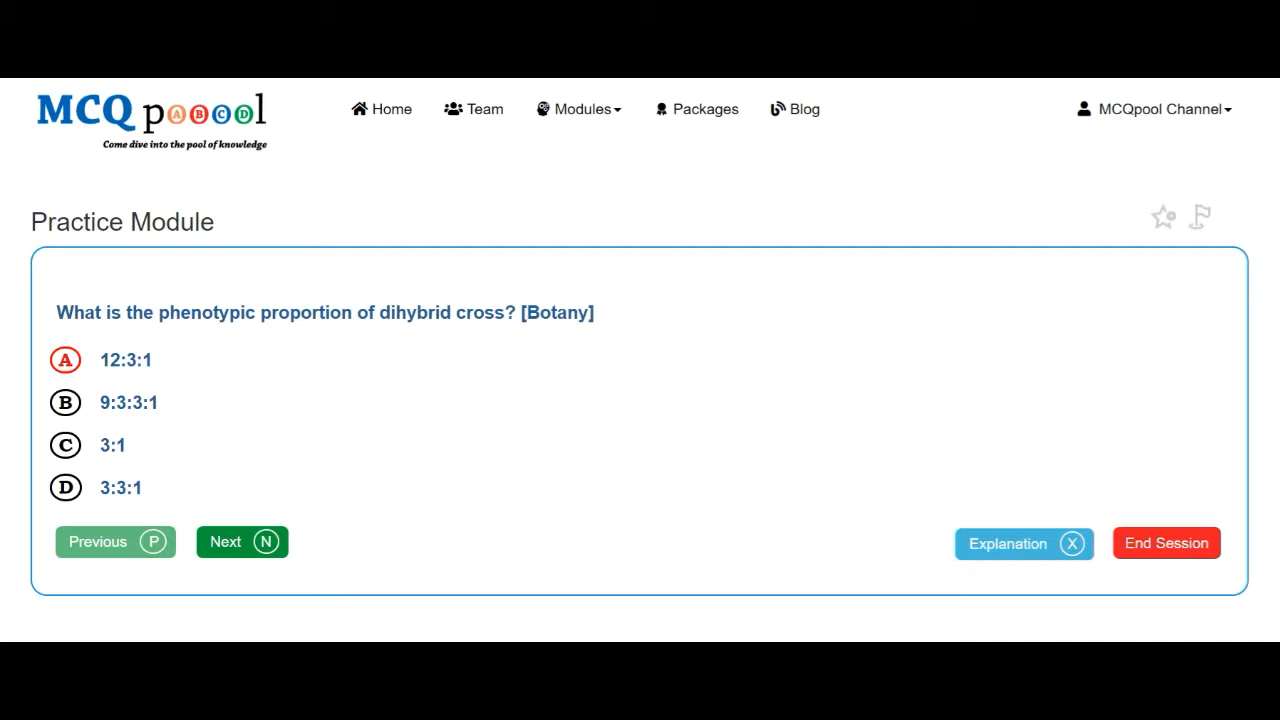 MCQ pABCDl
Come dive into the pool of knowledge
Home Team Modules Packages Blog MCQpool Channel
Practice Module
What is the phenotypic proportion of dihybrid cross? [Botany]
A 12:3:1
B 9:3:3:1
C 3:1
D 3:3:1
Previous P Next N Explanation X End Session